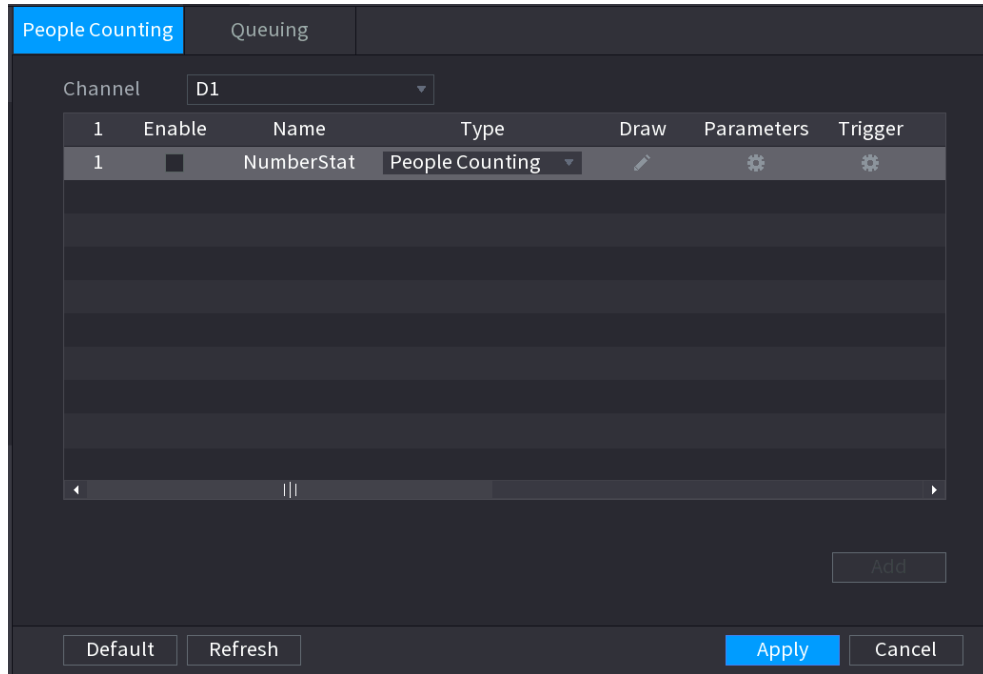 People Counting Queuing
Channel D1
1 Enable Name Type Draw Parameters Trigger
1 NumberStat People Counting
Add
Default Refresh Apply Cancel